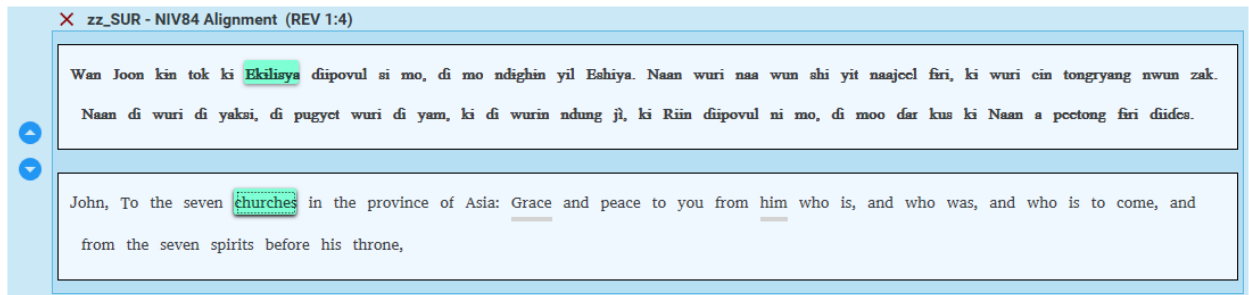 zz_SUR - NIV84 Alignment (REV 1:4)
Wan Joon kin tok ki Ekilisya diipovul si mo, di mo ndighin yil Eshiya. Naan wuri naa wun shi yit naajeel firi, ki wuri cin tongryang nwun zak.
Naan di wuri di yaksi, di pugyet wuri di yam, ki di wurin ndung jì, ki Riin diipovul ni mo, di moo dar kus ki Naan a peetong firi diides.
John, To the seven churches in the province of Asia: Grace and peace to you from him who is, and who was, and who is to come, and
from the seven spirits before his throne,